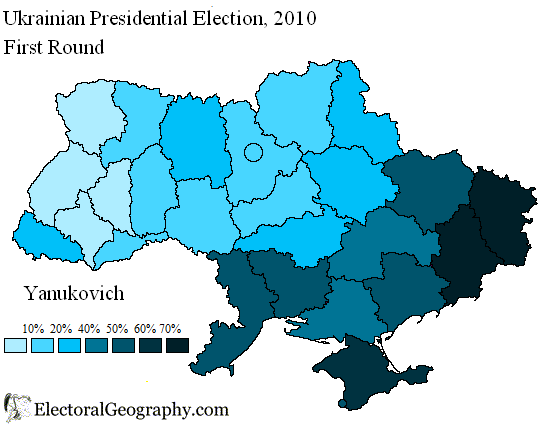 Ukrainian Presidential Election, 2010
First Round
Yanukovich
10% 20% 40% 50% 60% 70%
ElectoralGeography.com